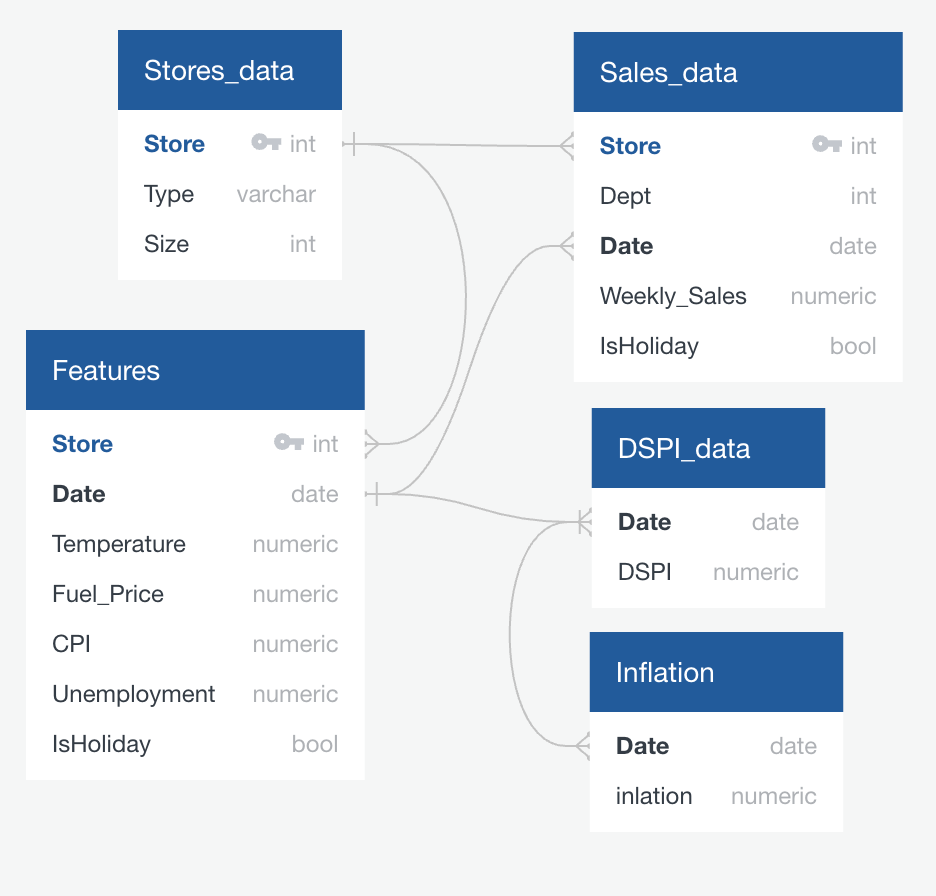 Stores_data
Store int
Type varchar
Size int
Sales_data
Store int
Dept int
Date date
Weekly_Sales numeric
IsHoliday bool
Features
Store int
Date date
Temperature numeric
Fuel_Price numeric
CPI numeric
Unemployment numeric
IsHoliday bool
DSPI_data
Date date
DSPI numeric
Inflation
Date date
inlation numeric